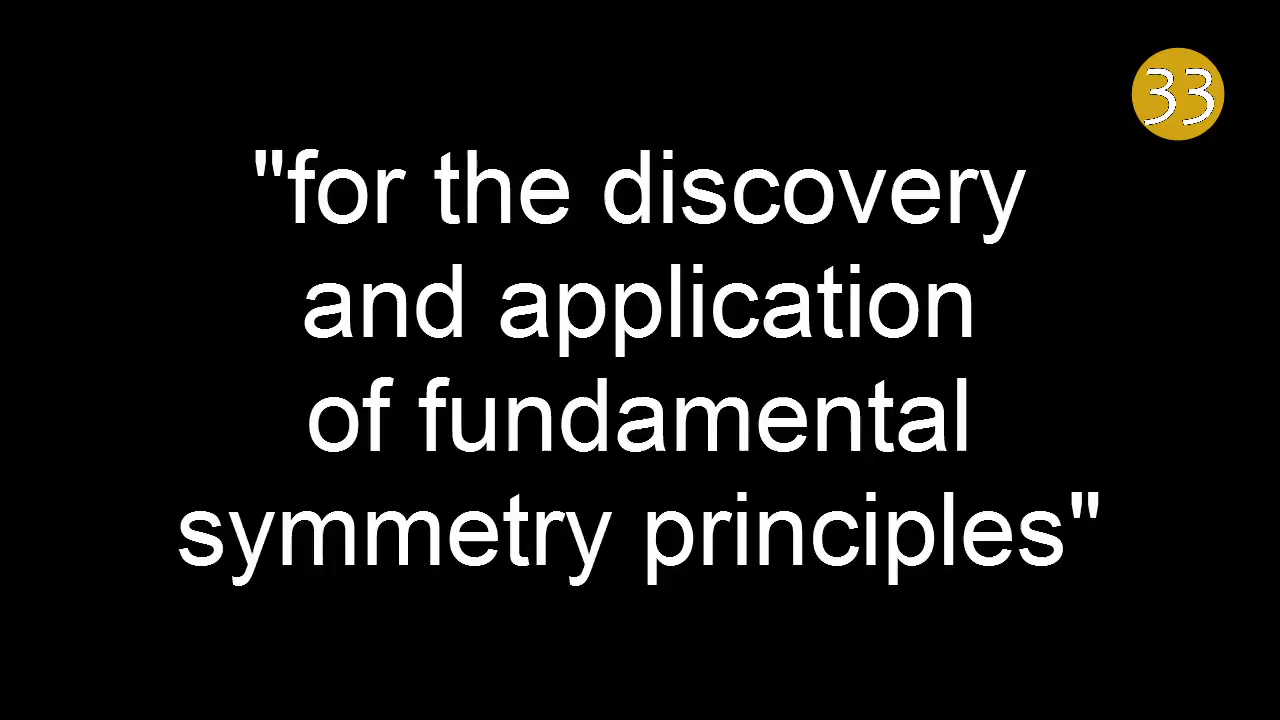 33
"for the discovery
and application
of fundamental
symmetry principles"